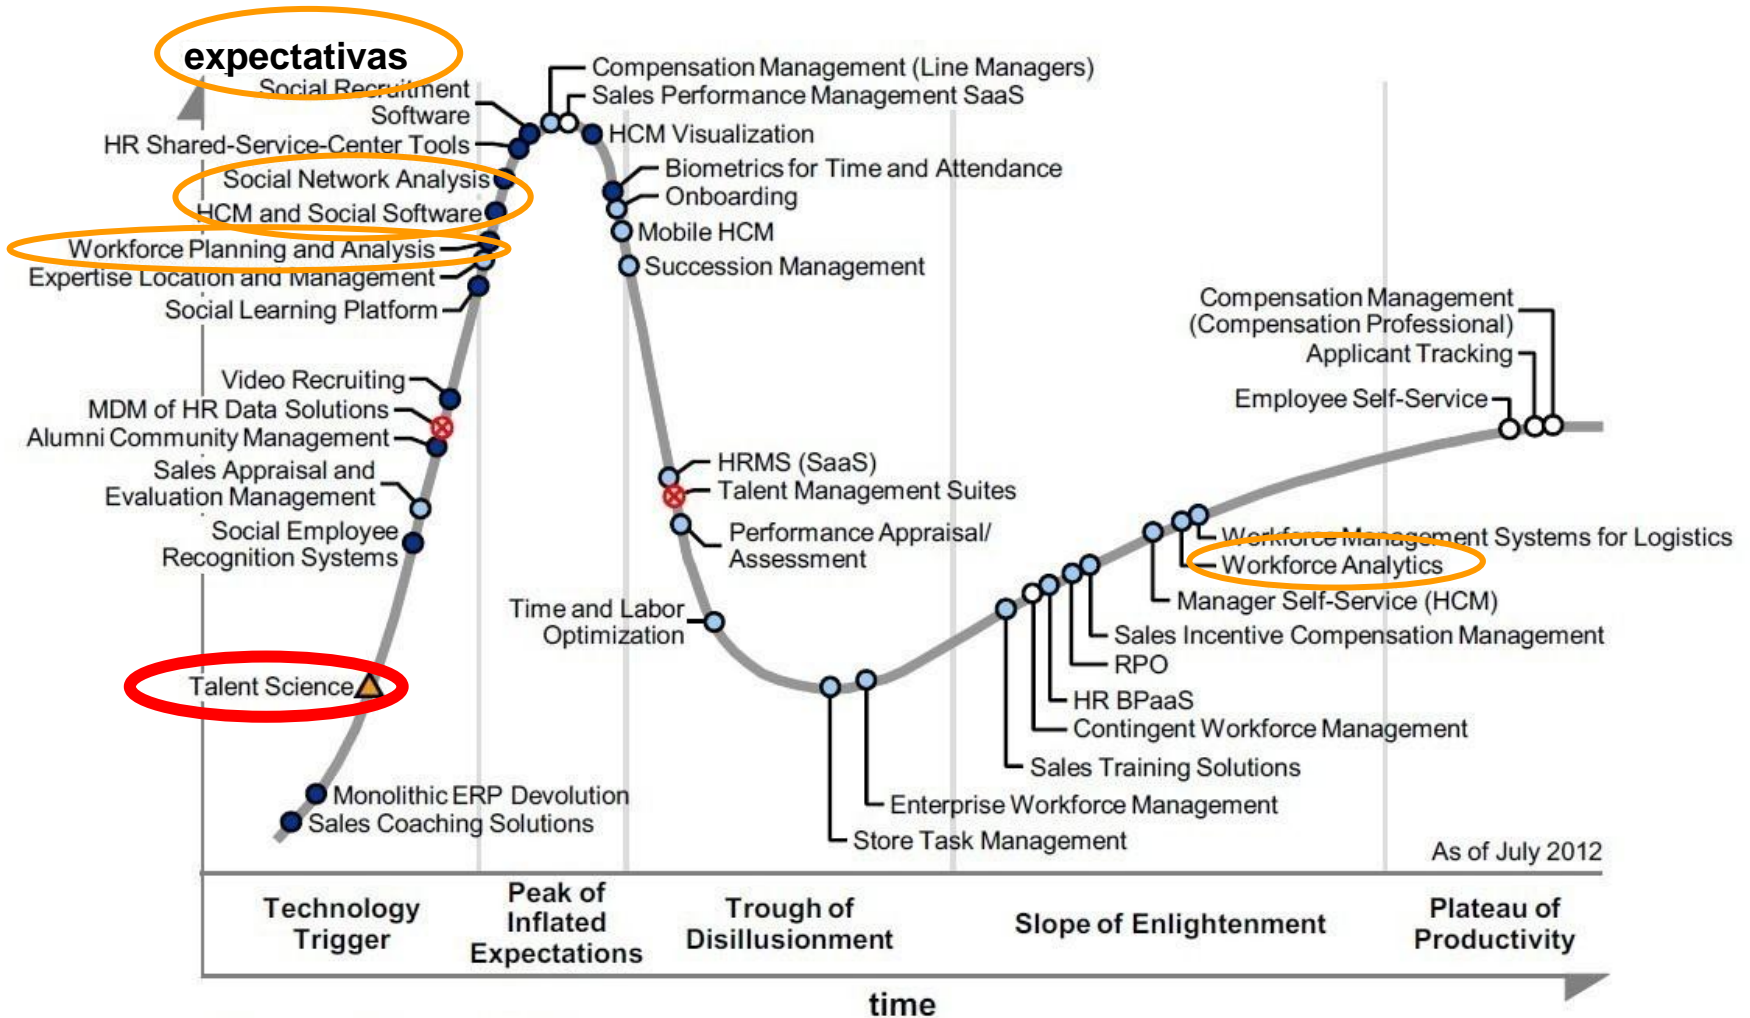 expectativas
Social Recruitment
Software
HR Shared-Service-Center Tools
Social Network Analysis
HCM and Social Software
Workforce Planning and Analysis
Expertise Location and Management
Social Learning Platform
Video Recruiting
MDM of HR Data Solutions
Alumni Community Management
Sales Appraisal and
Evaluation Management
Social Employee
Recognition Systems
Talent Science
Monolithic ERP Devolution
Sales Coaching Solutions
Compensation Management (Line Managers)
Sales Performance Management SaaS
HCM Visualization
Biometrics for Time and Attendance
Onboarding
Mobile HCM
Succession Management
HRMS (SaaS)
Talent Management Suites
Performance Appraisal/
Assessment
Time and Labor
Optimization
Store Task Management
Enterprise Workforce Management
Sales Training Solutions
Contingent Workforce Management
HR BPaaS
RPO
Sales Incentive Compensation Management
Manager Self-Service (HCM)
Workforce Analytics
Workforce Management Systems for Logistics
Compensation Management
(Compensation Professional)
Applicant Tracking
Employee Self-Service
As of July 2012
Technology
Trigger
Peak of
Inflated
Expectations
Trough of
Disillusionment
Slope of Enlightenment
Plateau of
Productivity
time